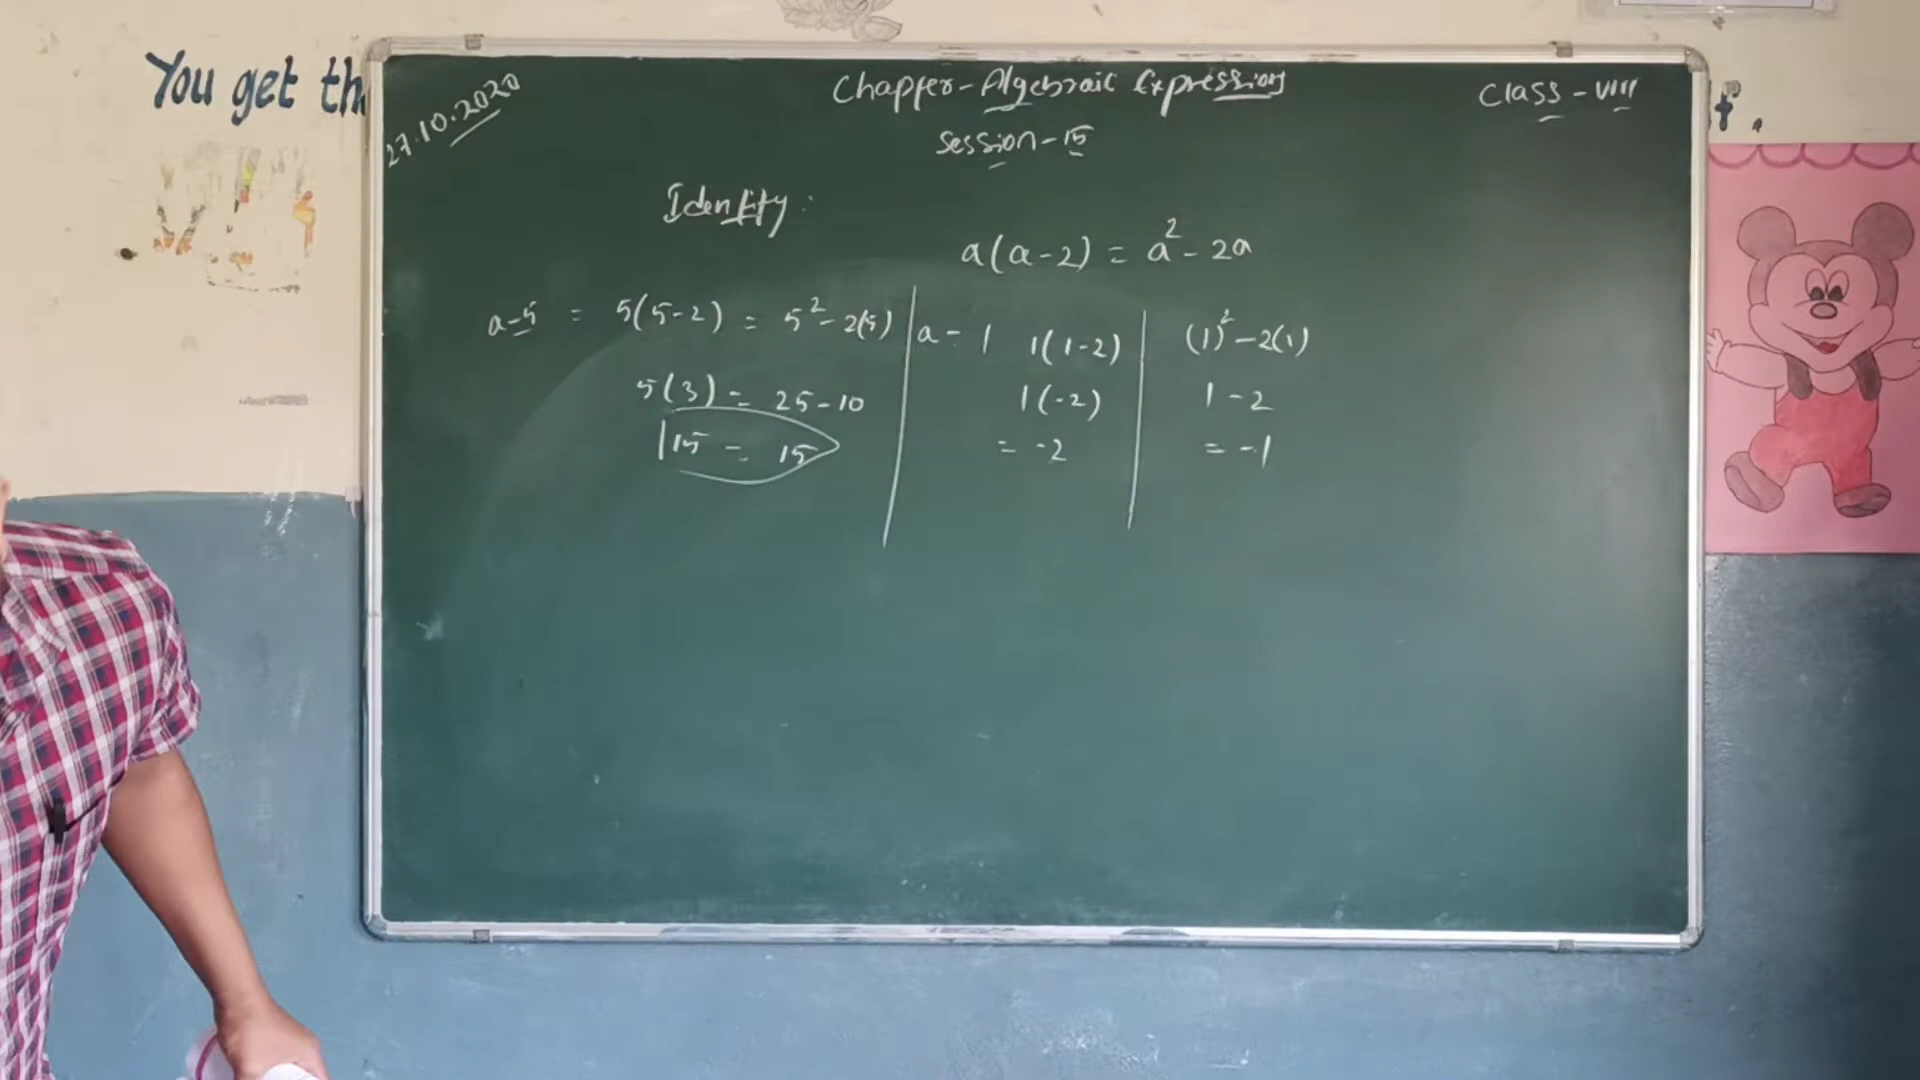 You get th
t.
27.10.2020
Chapter-Algebraic Expressions
Class-VIII
Session-15
Identity:
a(a-2) = a²-2a
a-5 = 5(5-2) = 5²-2(5)
5(3) = 25-10
15 = 15
a = 1 1(1-2)
1(-2)
= -2
(1)²-2(1)
1-2
= -1